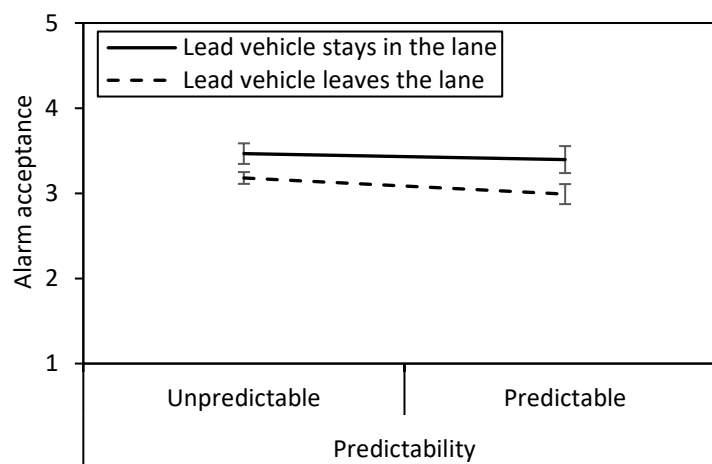 5
Lead vehicle stays in the lane
Lead vehicle leaves the lane
4
3
2
1
Alarm acceptance
Unpredictable
Predictable
Predictability